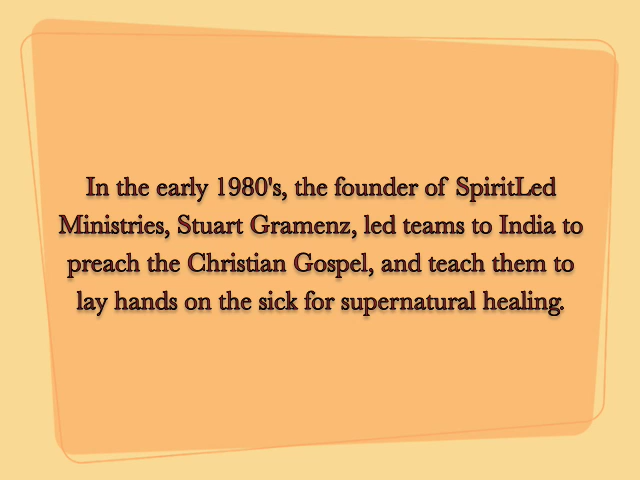 In the early 1980's, the founder of SpiritLed
Ministries, Stuart Gramenz, led teams to India to
preach the Christian Gospel, and teach them to
lay hands on the sick for supernatural healing.